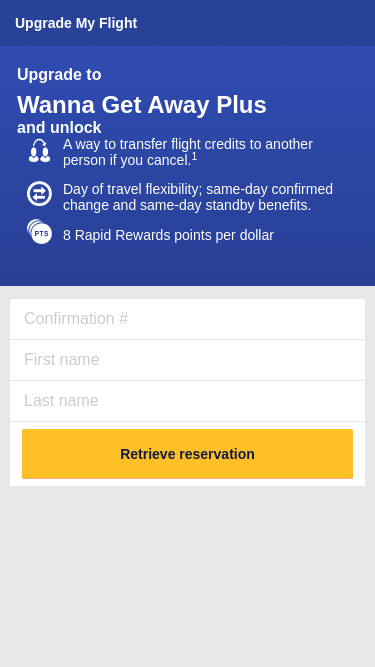 Upgrade My Flight
Upgrade to
Wanna Get Away Plus
and unlock
A way to transfer flight credits to another
person if you cancel.1
Day of travel flexibility; same-day confirmed
change and same-day standby benefits.
PTS
8 Rapid Rewards points per dollar
Confirmation #
First name
Last name
Retrieve reservation